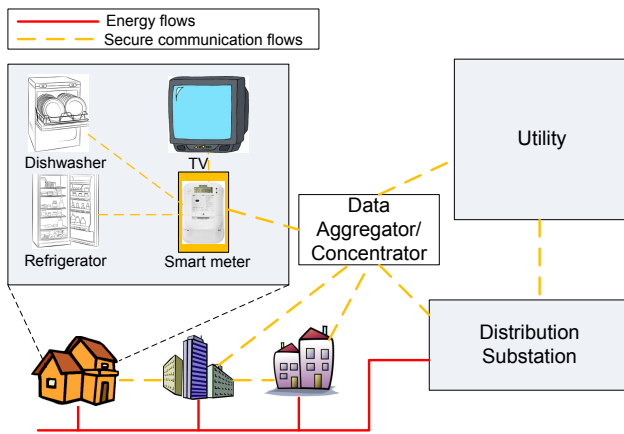 Energy flows
Secure communication flows
Dishwasher
TV
Refrigerator
Smart meter
Data
Aggregator/
Concentrator
Utility
Distribution
Substation